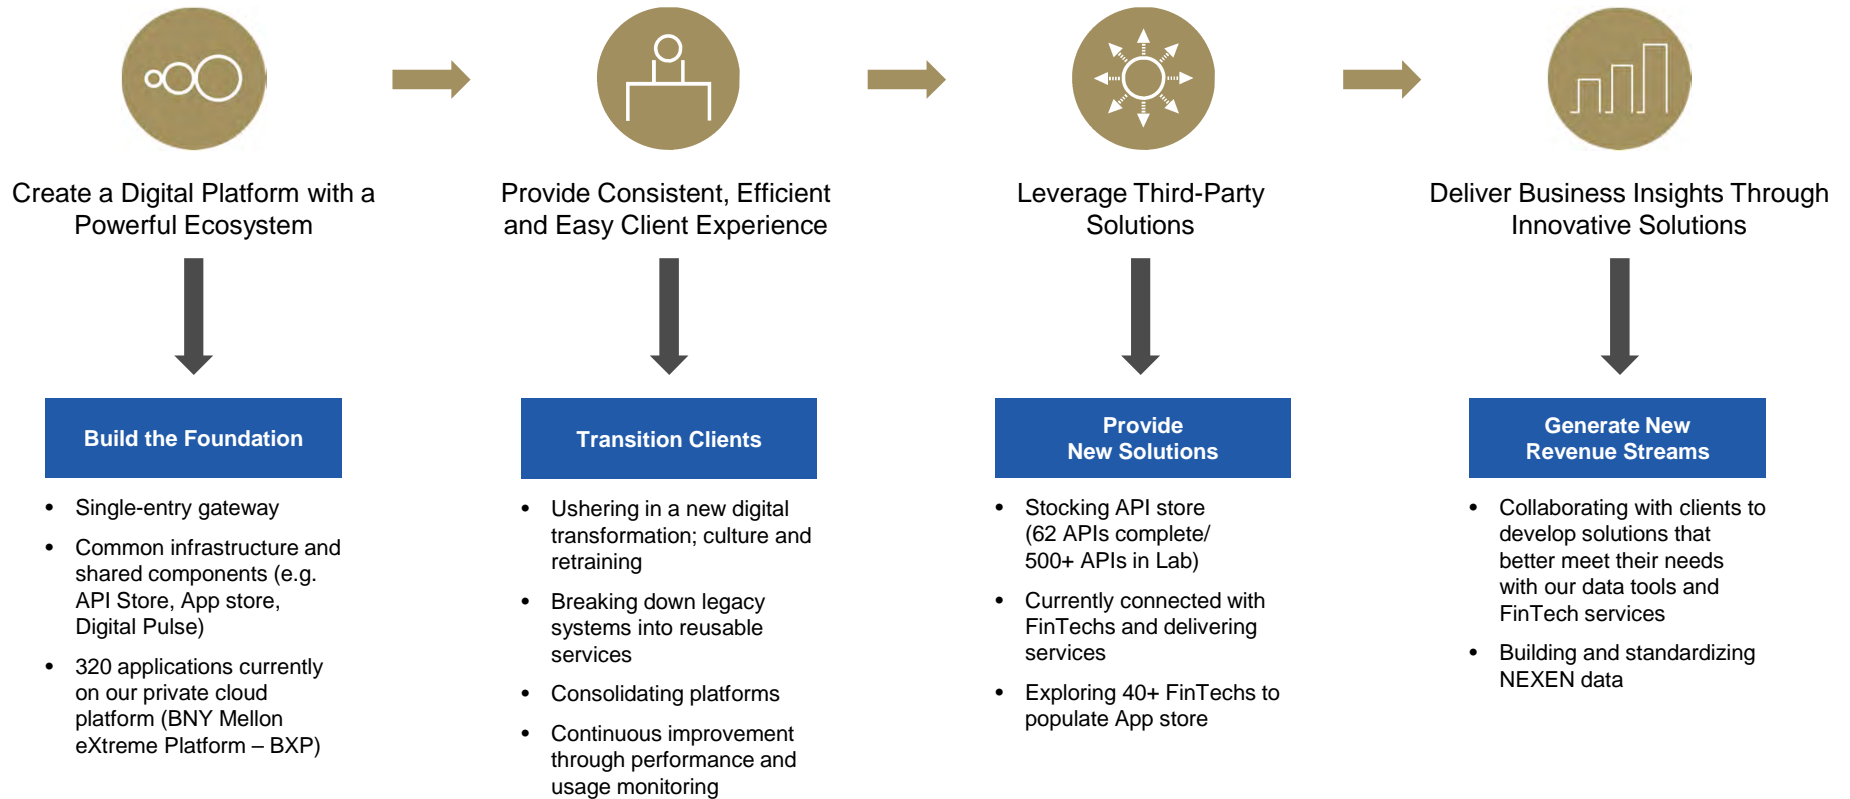 Create a Digital Platform with a
Powerful Ecosystem
Provide Consistent, Efficient
and Easy Client Experience
Leverage Third-Party
Solutions
Deliver Business Insights Through
Innovative Solutions
Build the Foundation
• Single-entry gateway
• Common infrastructure and
shared components (e.g.
API Store, App store,
Digital Pulse)
• 320 applications currently
on our private cloud
platform (BNY Mellon
eXtreme Platform – BXP)
Transition Clients
• Ushering in a new digital
transformation; culture and
retraining
• Breaking down legacy
systems into reusable
services
• Consolidating platforms
• Continuous improvement
through performance and
usage monitoring
Provide
New Solutions
• Stocking API store
(62 APIs complete/
500+ APIs in Lab)
• Currently connected with
FinTechs and delivering
services
• Exploring 40+ FinTechs to
populate App store
Generate New
Revenue Streams
• Collaborating with clients to
develop solutions that
better meet their needs
with our data tools and
FinTech services
• Building and standardizing
NEXEN data